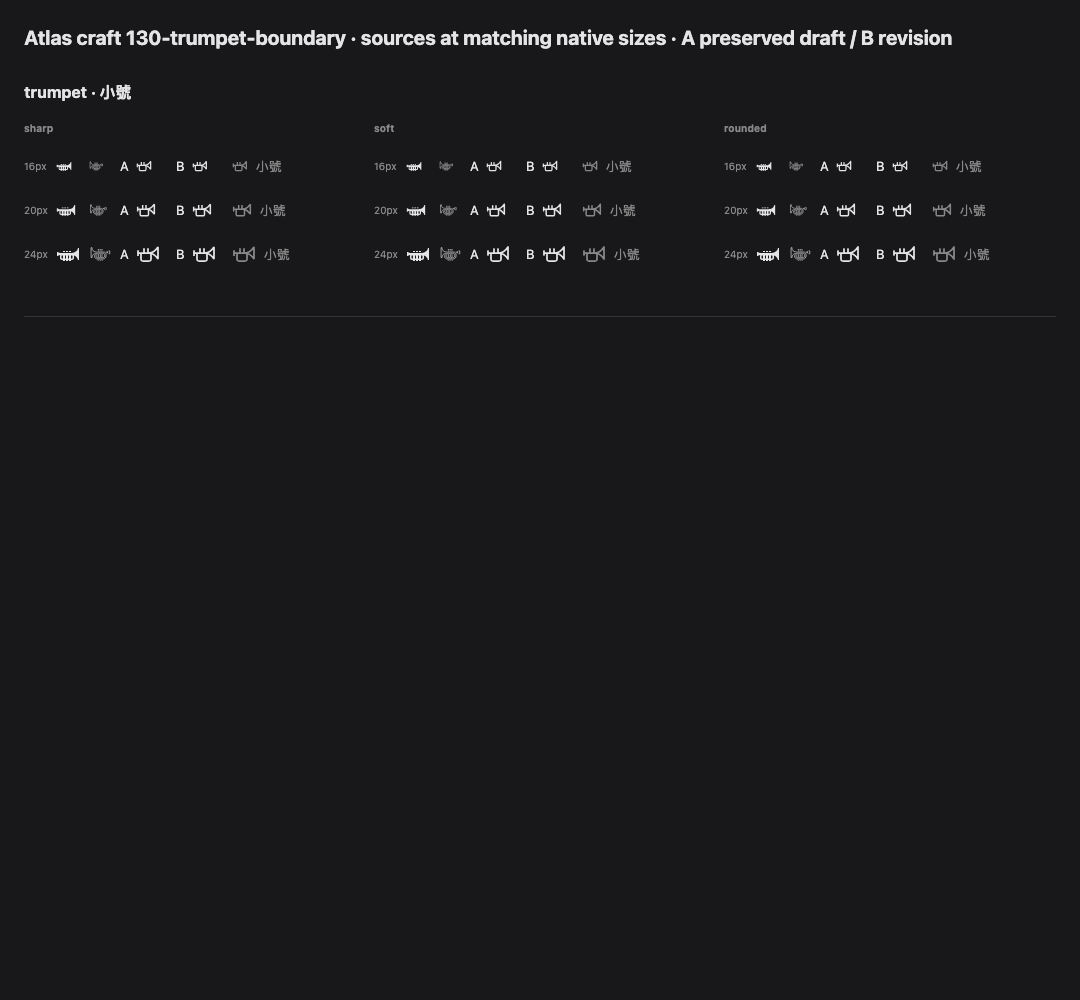 Atlas craft 130-trumpet-boundary · sources at matching native sizes · A preserved draft / B revision
trumpet · 小號
sharp soft rounded
16px A B 小號 16px A B 小號 16px A B 小號
20px A B 小號 20px A B 小號 20px A B 小號
24px A B 小號 24px A B 小號 24px A B 小號